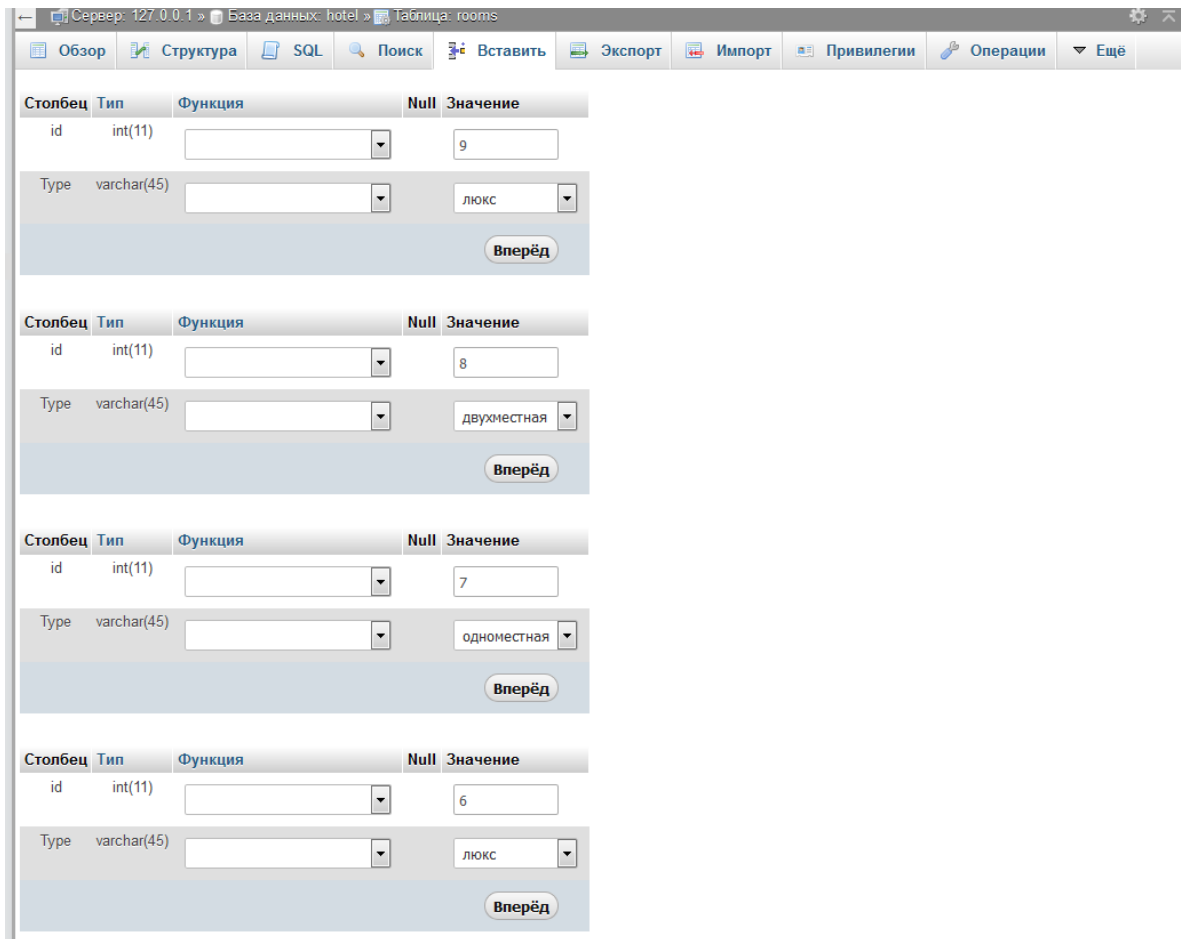 ← Сервер: 127.0.0.1 » База данных: hotel » Таблица: rooms
Обзор Структура SQL Поиск Вставить Экспорт Импорт Привилегии Операции Ещё
Столбец Тип Функция Null Значение
id int(11) 9
Type varchar(45) люкс
Вперёд
Столбец Тип Функция Null Значение
id int(11) 8
Type varchar(45) двухместная
Вперёд
Столбец Тип Функция Null Значение
id int(11) 7
Type varchar(45) одноместная
Вперёд
Столбец Тип Функция Null Значение
id int(11) 6
Type varchar(45) люкс
Вперёд